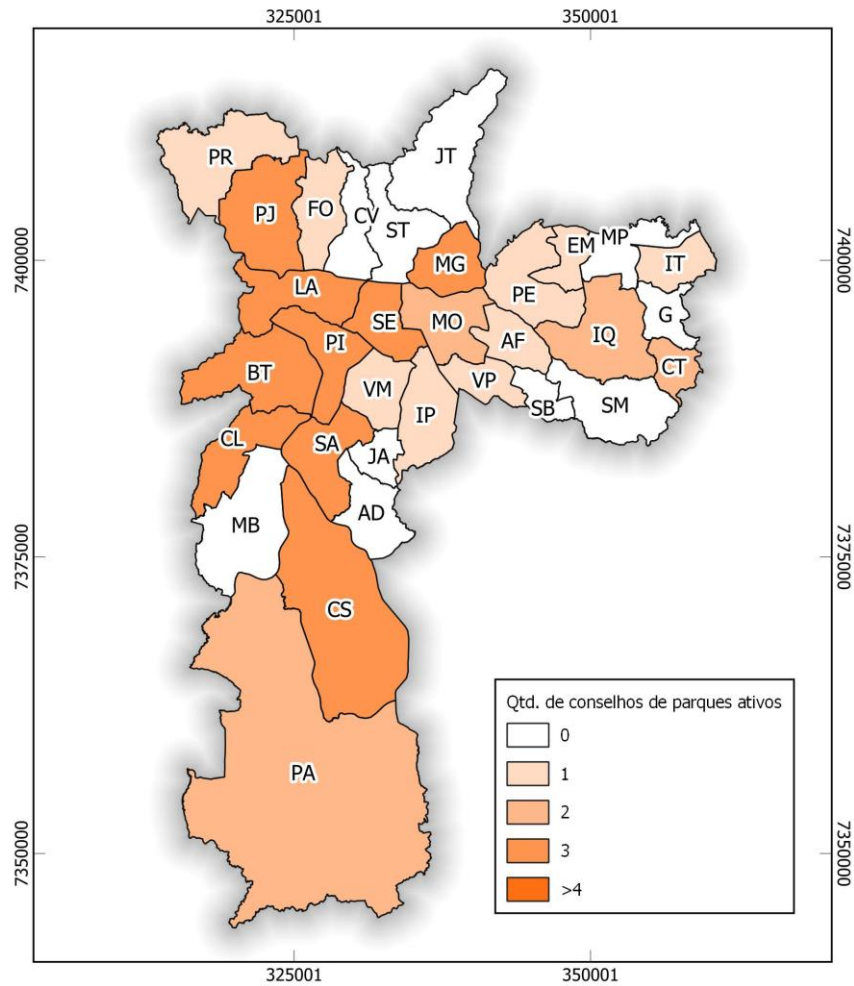 325001
350001
JT
PR
PJ
FO
CV
ST
EM
MP
7400000
7400000
MG
IT
LA
PE
G
SE
MO
IQ
PI
AF
CT
BT
VM
VP
SB
SM
IP
CL
SA
JA
MB
AD
7375000
7375000
CS
Qtd. de conselhos de parques ativos
0
1
2
3
>4
PA
7350000
7350000
325001
350001